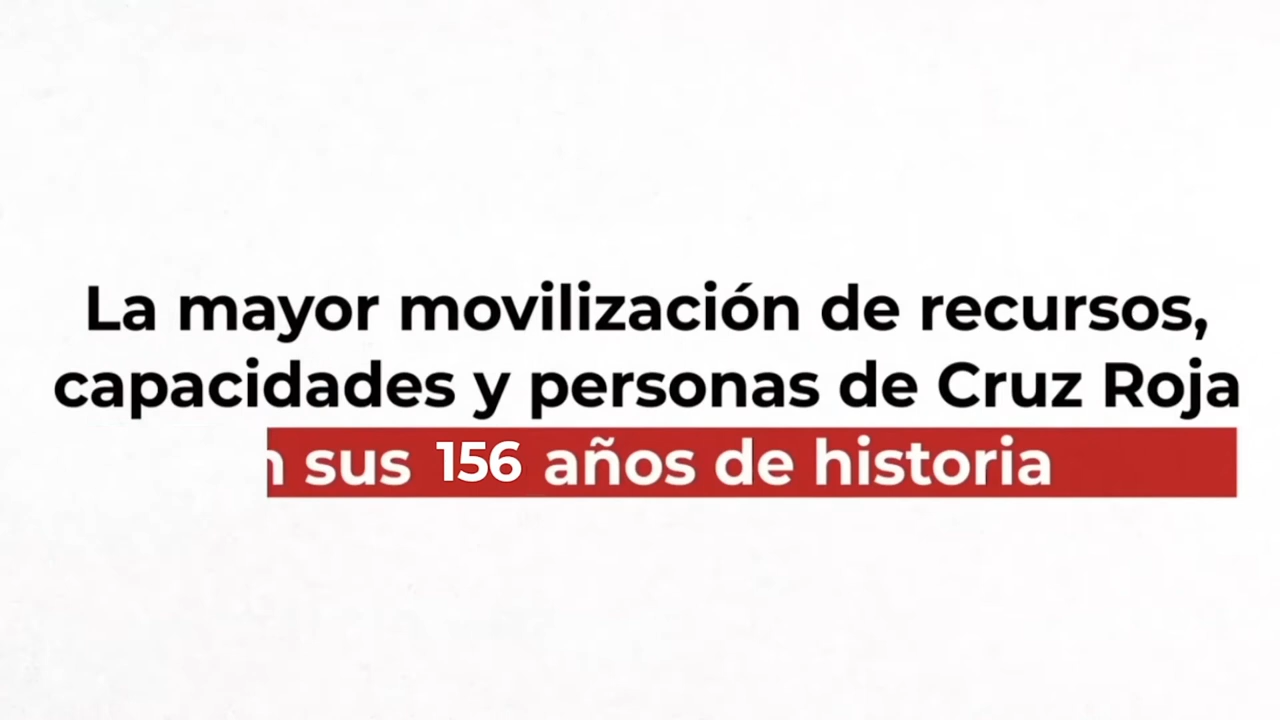 La mayor movilización de recursos,
capacidades y personas de Cruz Roja
sus 156 años de historia